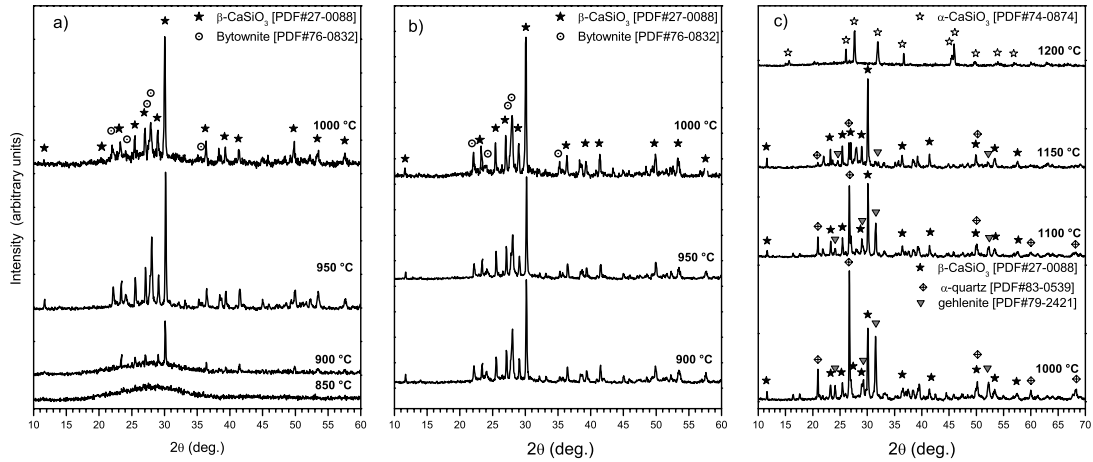 a)
★ β-CaSiO₃ [PDF#27-0088]
⊙ Bytownite [PDF#76-0832]
1000 °C
950 °C
900 °C
850 °C
Intensity (arbitrary units)
10 15 20 25 30 35 40 45 50 55 60
2θ (deg.)
b)
★ β-CaSiO₃ [PDF#27-0088]
⊙ Bytownite [PDF#76-0832]
1000 °C
950 °C
900 °C
10 15 20 25 30 35 40 45 50 55 60
2θ (deg.)
c)
☆ α-CaSiO₃ [PDF#74-0874]
1200 °C
1150 °C
1100 °C
★ β-CaSiO₃ [PDF#27-0088]
α-quartz [PDF#83-0539]
▼ gehlenite [PDF#79-2421]
1000 °C
10 15 20 25 30 35 40 45 50 55 60 65 70
2θ (deg.)